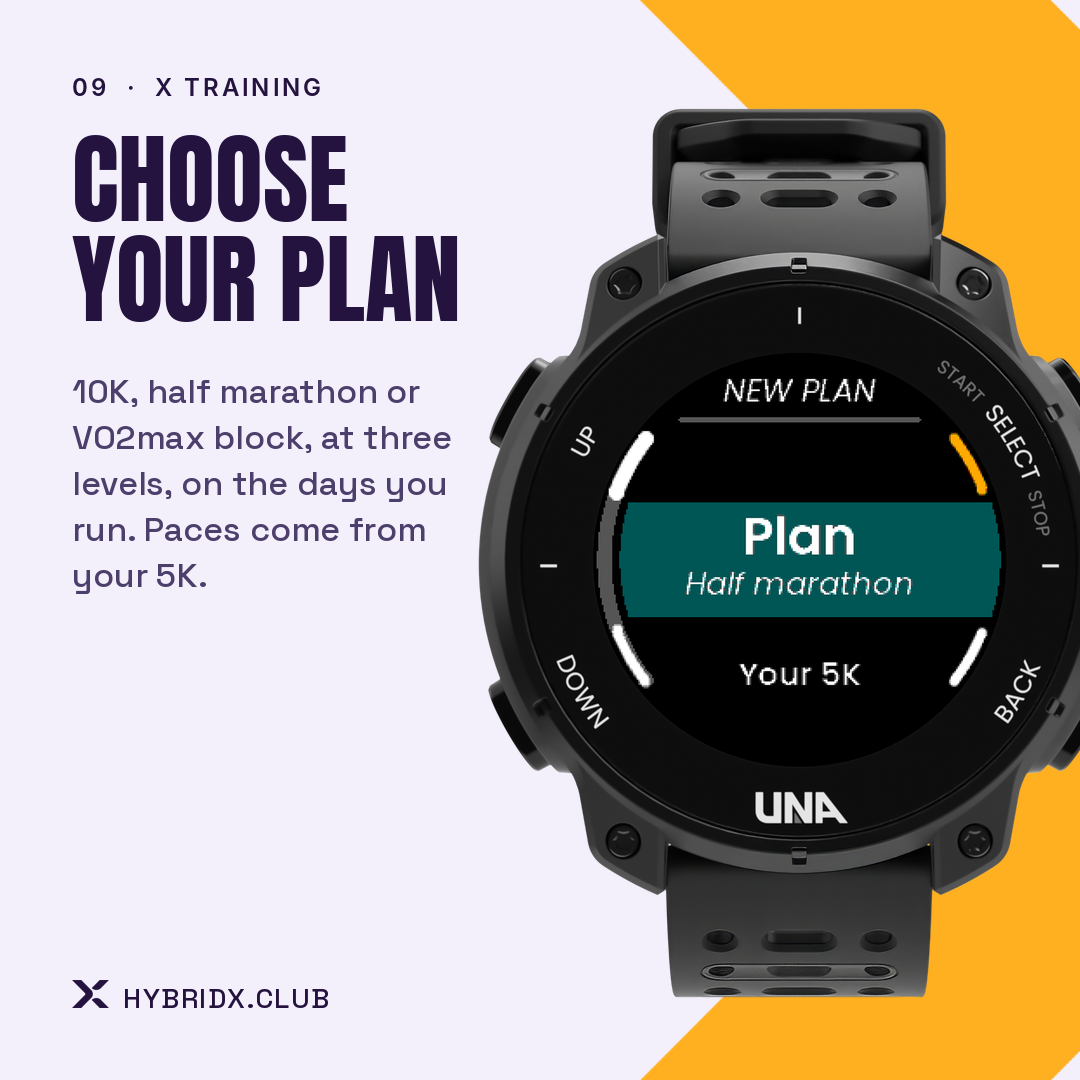 09 · X TRAINING
CHOOSE
YOUR PLAN
10K, half marathon or
VO2max block, at three
levels, on the days you
run. Paces come from
your 5K.
NEW PLAN
Plan
Half marathon
Your 5K
UP
DOWN
START SELECT STOP
BACK
UNA
HYBRIDX.CLUB